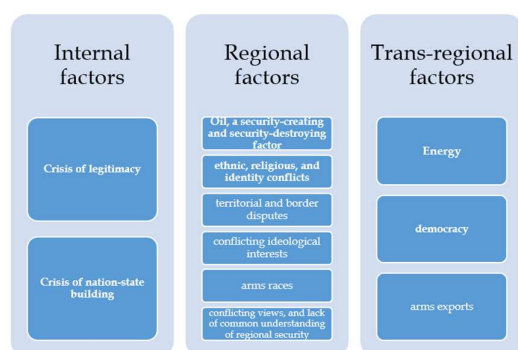 Internal
factors
Crisis of legitimacy
Crisis of nation-state
building
Regional
factors
Oil, a security-creating
and security-destroying
factor
ethnic, religious, and
identity conflicts
territorial and border
disputes
conflicting ideological
interests
arms races
conflicting views, and lack
of common understanding
of regional security
Trans-regional
factors
Energy
democracy
arms exports